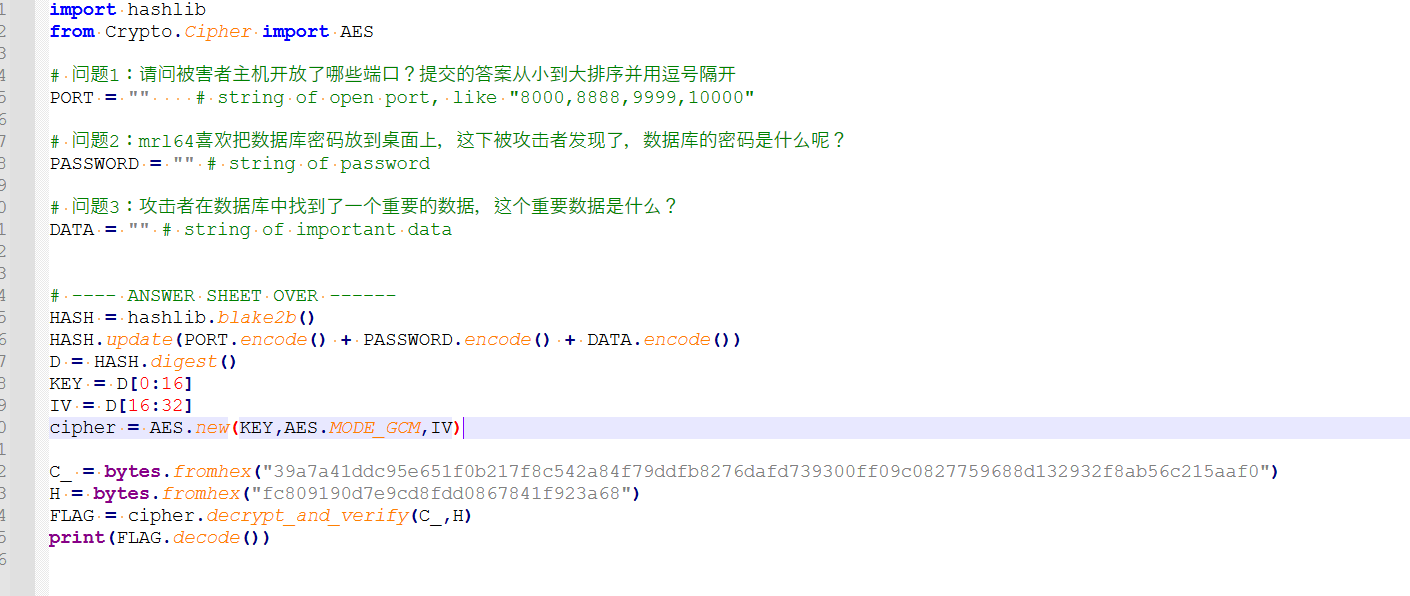 import hashlib
from Crypto.Cipher import AES
# 问题1：请问被害者主机开放了哪些端口？提交的答案从小到大排序并用逗号隔开
PORT = ""    # string of open port, like "8000,8888,9999,10000"
# 问题2：mrl64喜欢把数据库密码放到桌面上，这下被攻击者发现了，数据库的密码是什么呢？
PASSWORD = "" # string of password
# 问题3：攻击者在数据库中找到了一个重要的数据，这个重要数据是什么？
DATA = "" # string of important data
# ---- ANSWER SHEET OVER ------
HASH = hashlib.blake2b()
HASH.update(PORT.encode() + PASSWORD.encode() + DATA.encode())
D = HASH.digest()
KEY = D[0:16]
IV = D[16:32]
cipher = AES.new(KEY,AES.MODE_GCM,IV)
C_ = bytes.fromhex("39a7a41ddc95e651f0b217f8c542a84f79ddfb8276dafd739300ff09c0827759688d132932f8ab56c215aaf0")
H = bytes.fromhex("fc809190d7e9cd8fdd0867841f923a68")
FLAG = cipher.decrypt_and_verify(C_,H)
print(FLAG.decode())